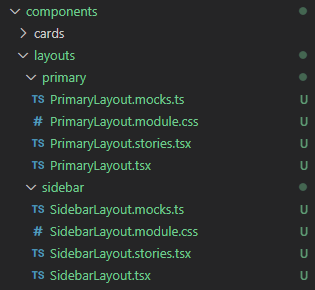 components
cards
layouts
primary
TS PrimaryLayout.mocks.ts U
# PrimaryLayout.module.css U
TS PrimaryLayout.stories.tsx U
TS PrimaryLayout.tsx U
sidebar
TS SidebarLayout.mocks.ts U
# SidebarLayout.module.css U
TS SidebarLayout.stories.tsx U
TS SidebarLayout.tsx U